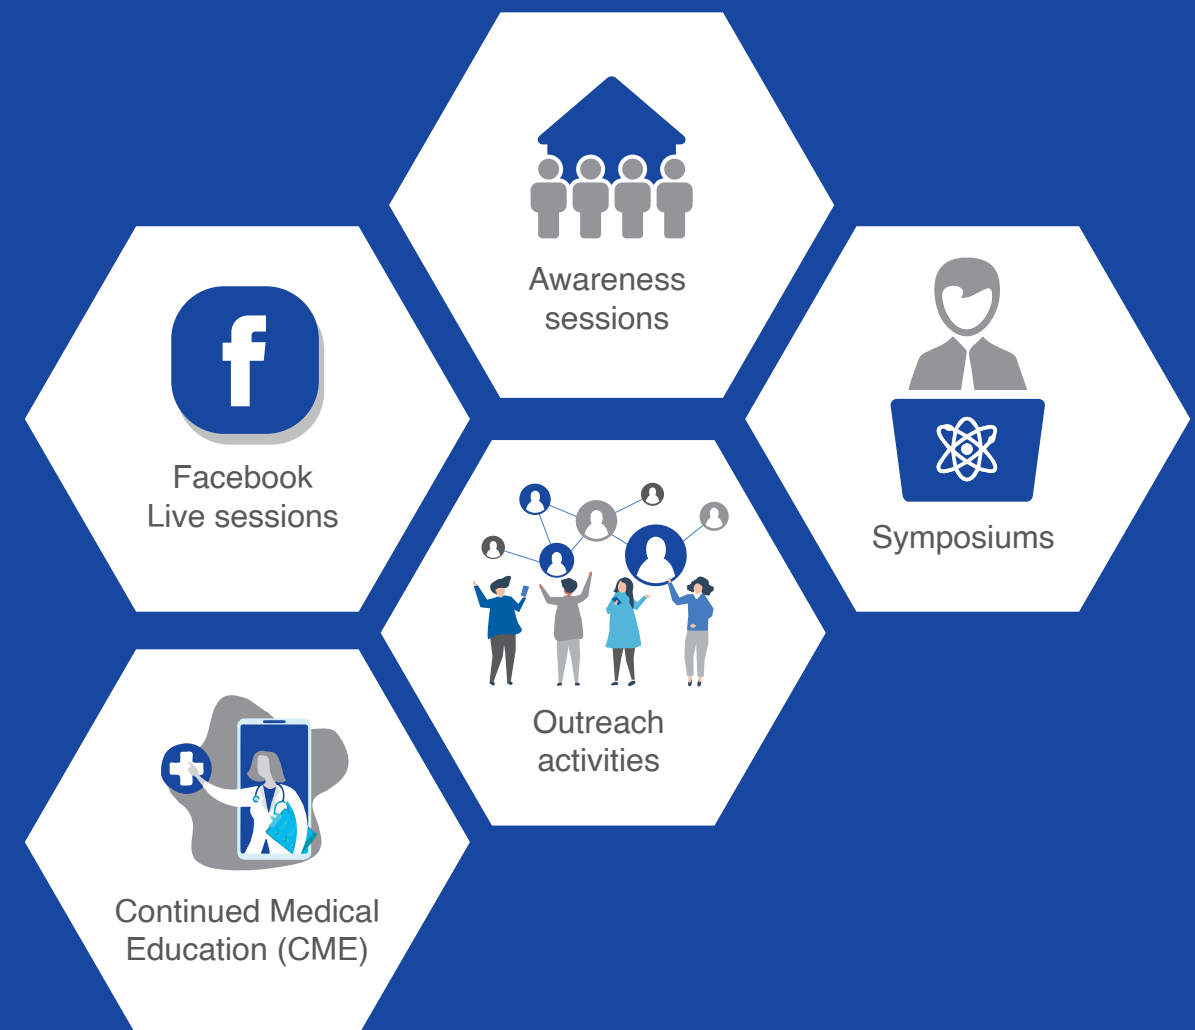 Awareness
sessions
f
Facebook
Live sessions
Symposiums
Outreach
activities
Continued Medical
Education (CME)